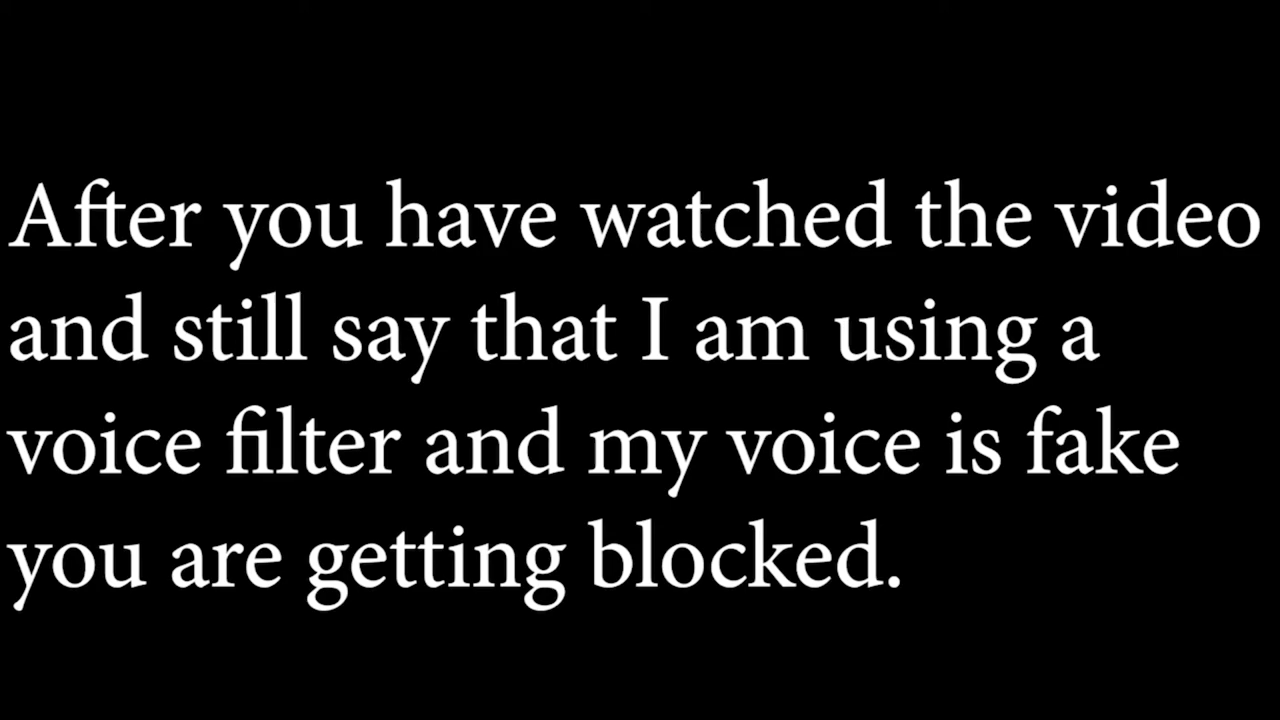 After you have watched the video
and still say that I am using a
voice filter and my voice is fake
you are getting blocked.